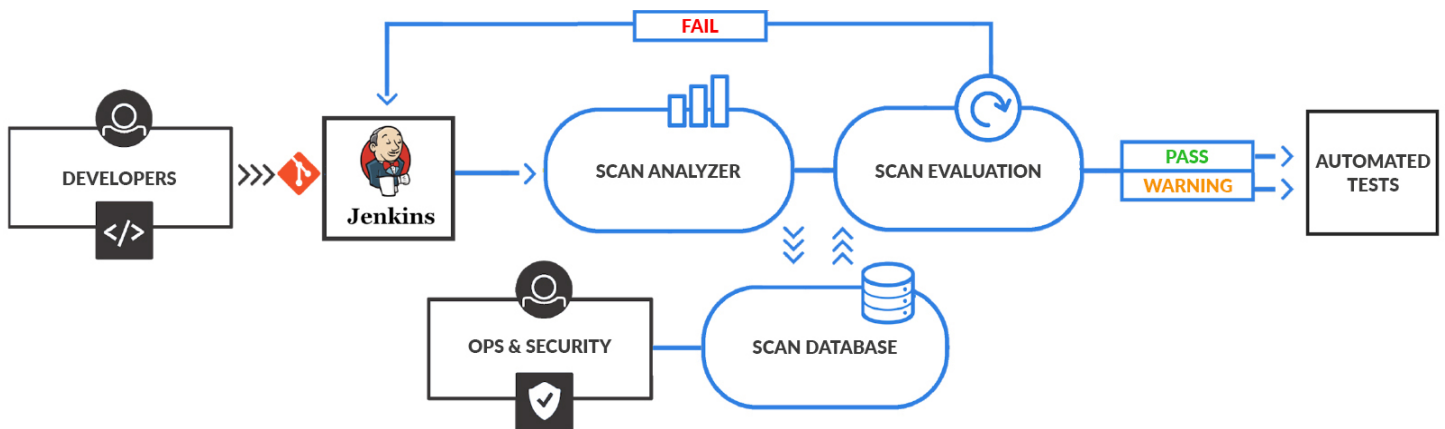 FAIL
DEVELOPERS
</>
Jenkins
SCAN ANALYZER
SCAN EVALUATION
PASS
WARNING
AUTOMATED
TESTS
OPS & SECURITY
SCAN DATABASE